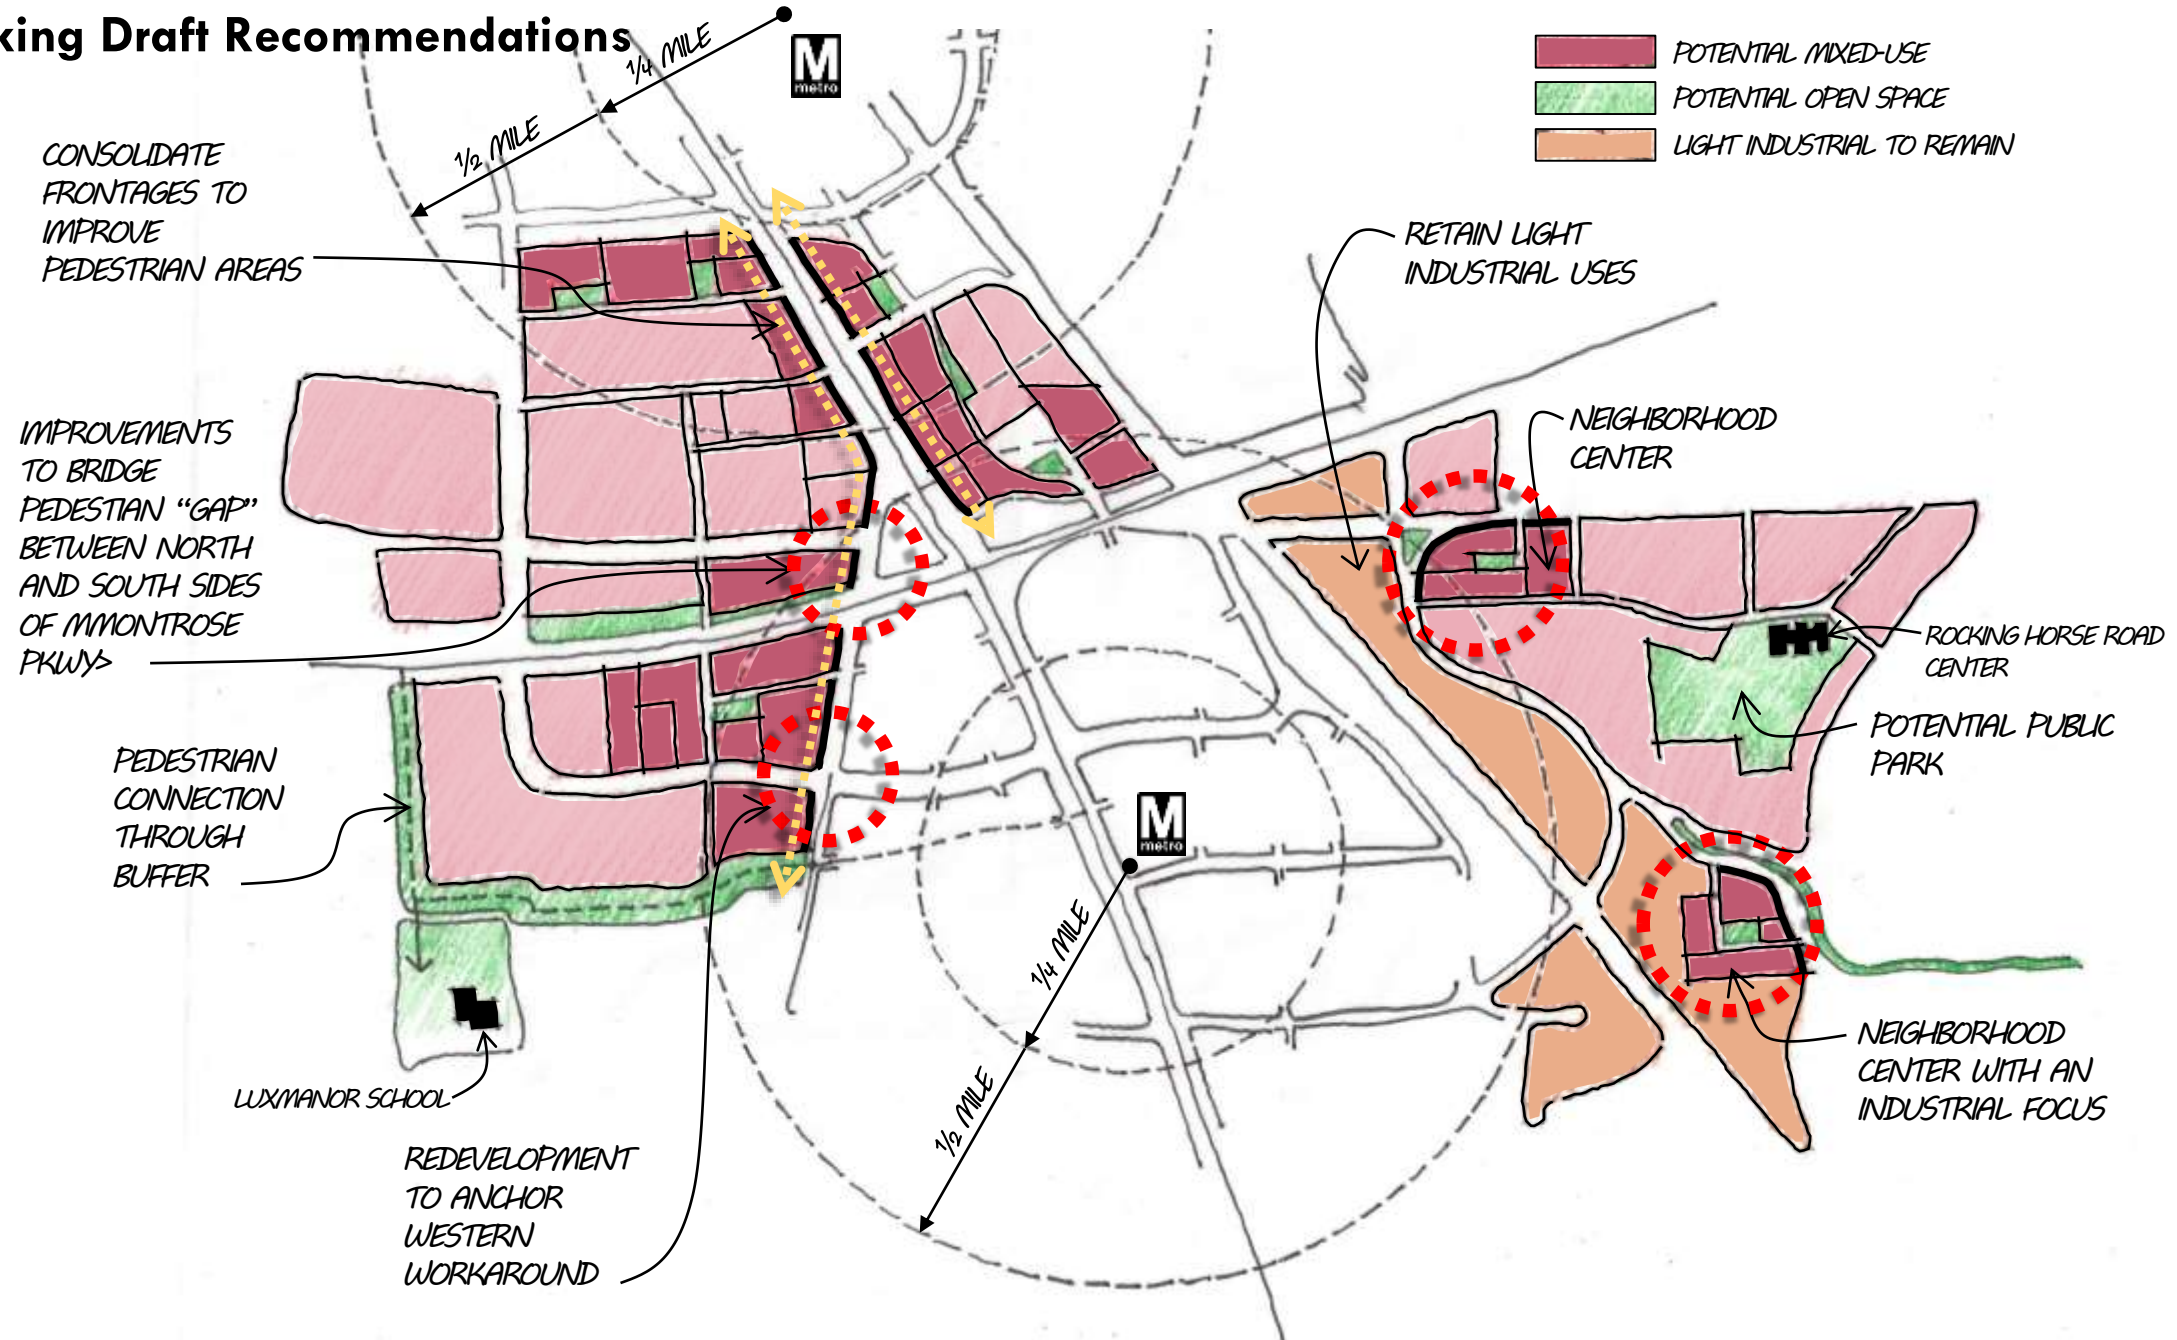 king Draft Recommendations
1/4 MILE
1/2 MILE
M
metro
POTENTIAL MIXED-USE
POTENTIAL OPEN SPACE
LIGHT INDUSTRIAL TO REMAIN
CONSOLIDATE
FRONTAGES TO
IMPROVE
PEDESTRIAN AREAS
RETAIN LIGHT
INDUSTRIAL USES
IMPROVEMENTS
TO BRIDGE
PEDESTIAN “GAP”
BETWEEN NORTH
AND SOUTH SIDES
OF MMONTROSE
PKWY>
NEIGHBORHOOD
CENTER
ROCKING HORSE ROAD
CENTER
POTENTIAL PUBLIC
PARK
PEDESTRIAN
CONNECTION
THROUGH
BUFFER
M
metro
1/4 MILE
1/2 MILE
NEIGHBORHOOD
CENTER WITH AN
INDUSTRIAL FOCUS
LUXMANOR SCHOOL
REDEVELOPMENT
TO ANCHOR
WESTERN
WORKAROUND